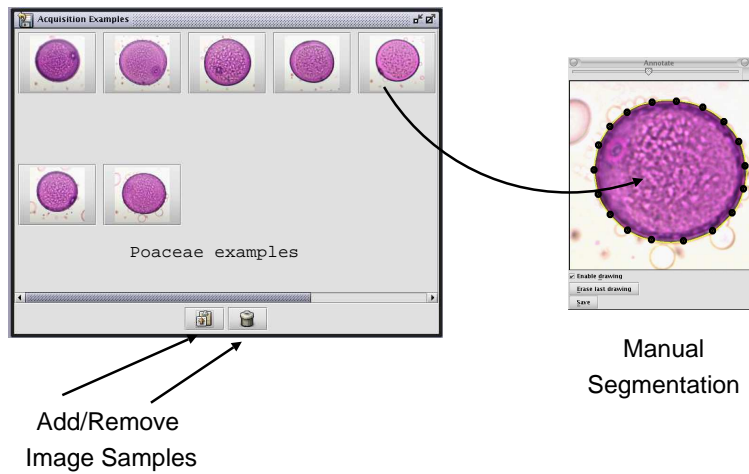 Acquisition Examples
Annotate
Poaceae examples
Enable drawing
Erase last drawing
Save
Manual
Segmentation
Add/Remove
Image Samples